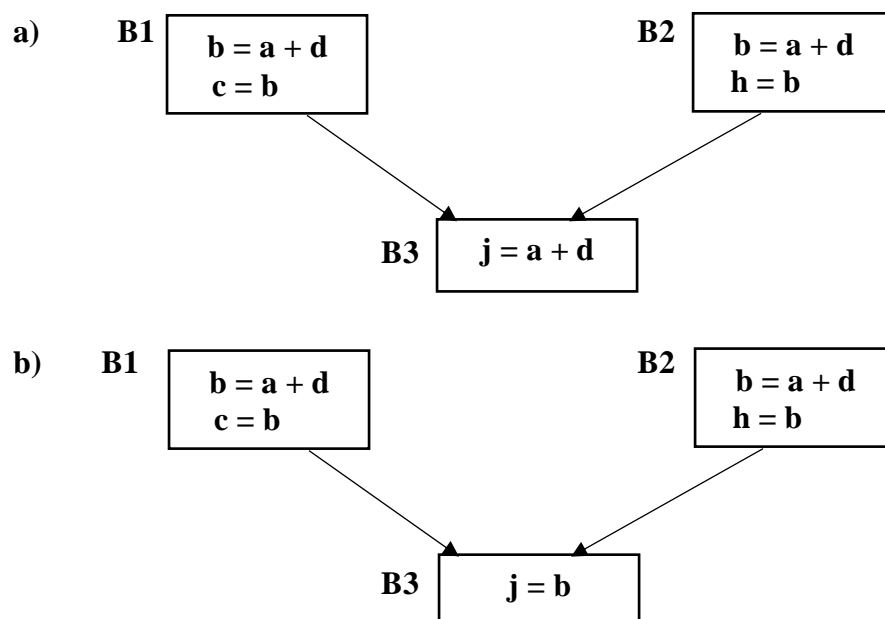 a) B1 b = a + d B2 b = a + d
c = b h = b
B3 j = a + d
b) B1 b = a + d B2 b = a + d
c = b h = b
B3 j = b